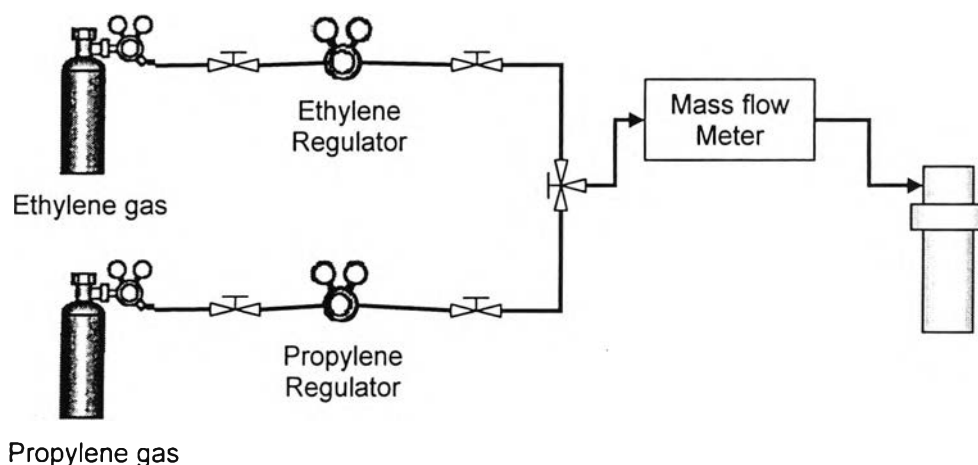 Ethylene
Regulator
Mass flow
Meter
Ethylene gas
Propylene
Regulator
Propylene gas